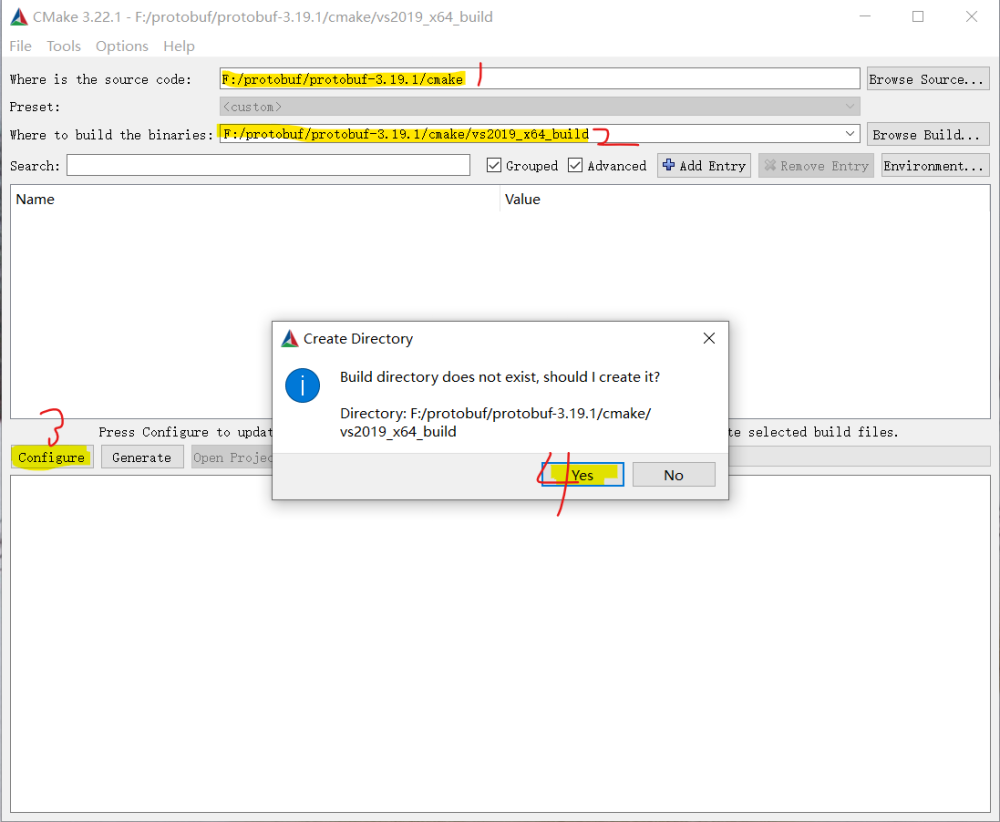 CMake 3.22.1 - F:/protobuf/protobuf-3.19.1/cmake/vs2019_x64_build
File Tools Options Help
Where is the source code: F:/protobuf/protobuf-3.19.1/cmake 1 Browse Source...
Preset: <custom>
Where to build the binaries: F:/protobuf/protobuf-3.19.1/cmake/vs2019_x64_build 2 Browse Build...
Search: Grouped Advanced Add Entry Remove Entry Environment...
Name Value
Create Directory
Build directory does not exist, should I create it?
Directory: F:/protobuf/protobuf-3.19.1/cmake/
vs2019_x64_build
4 Yes No
3
Press Configure to updat te selected build files.
Configure Generate Open Projec